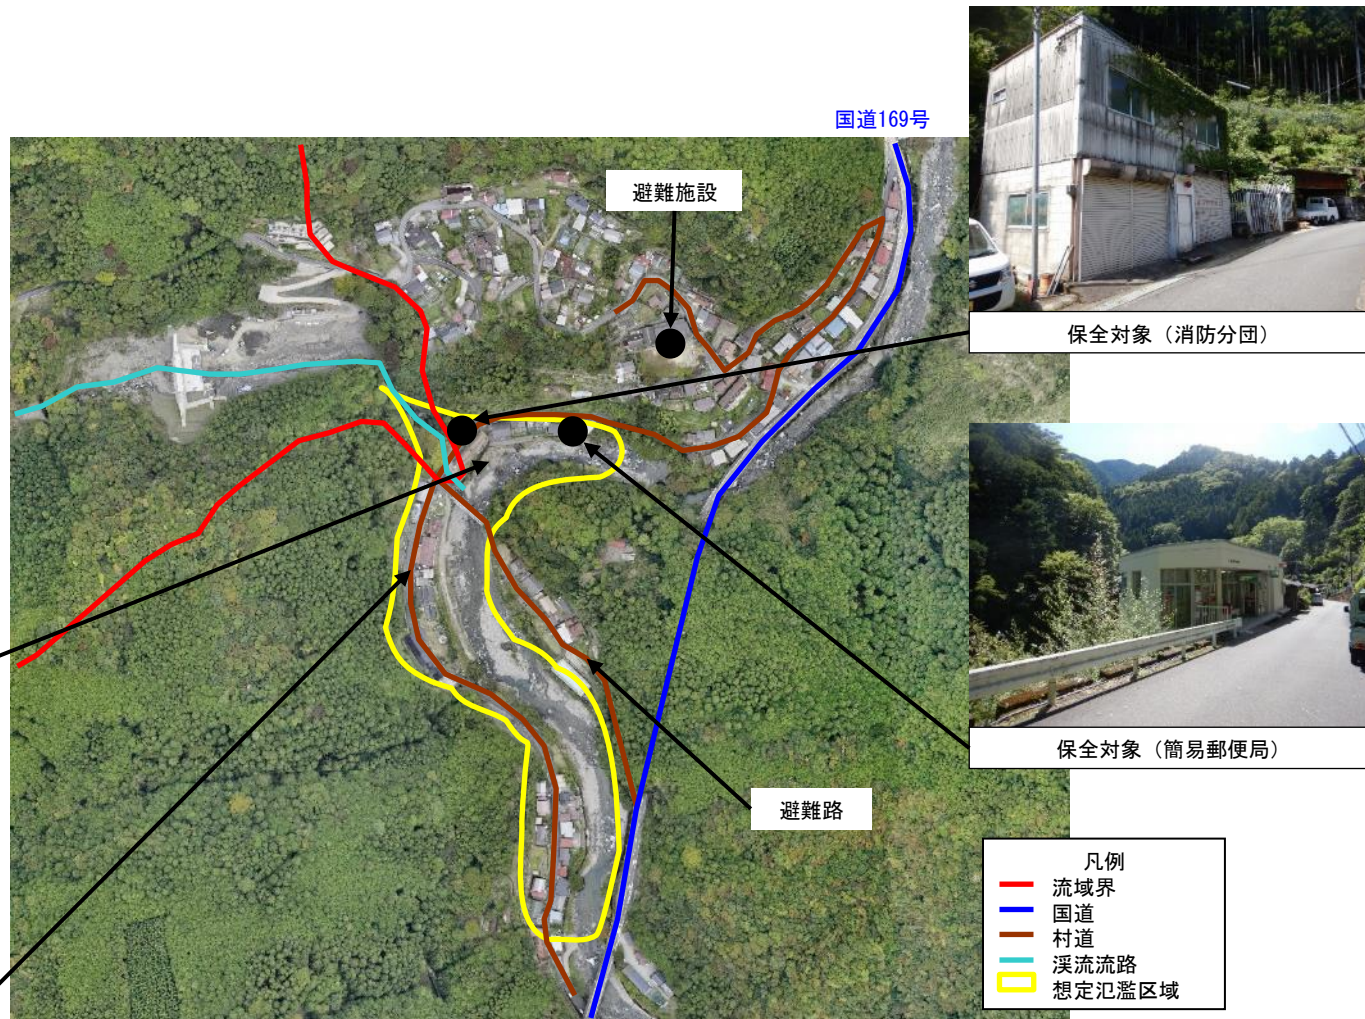 国道169号
避難施設
保全対象（消防分団）
保全対象（簡易郵便局）
避難路
凡例
流域界
国道
村道
渓流流路
想定氾濫区域